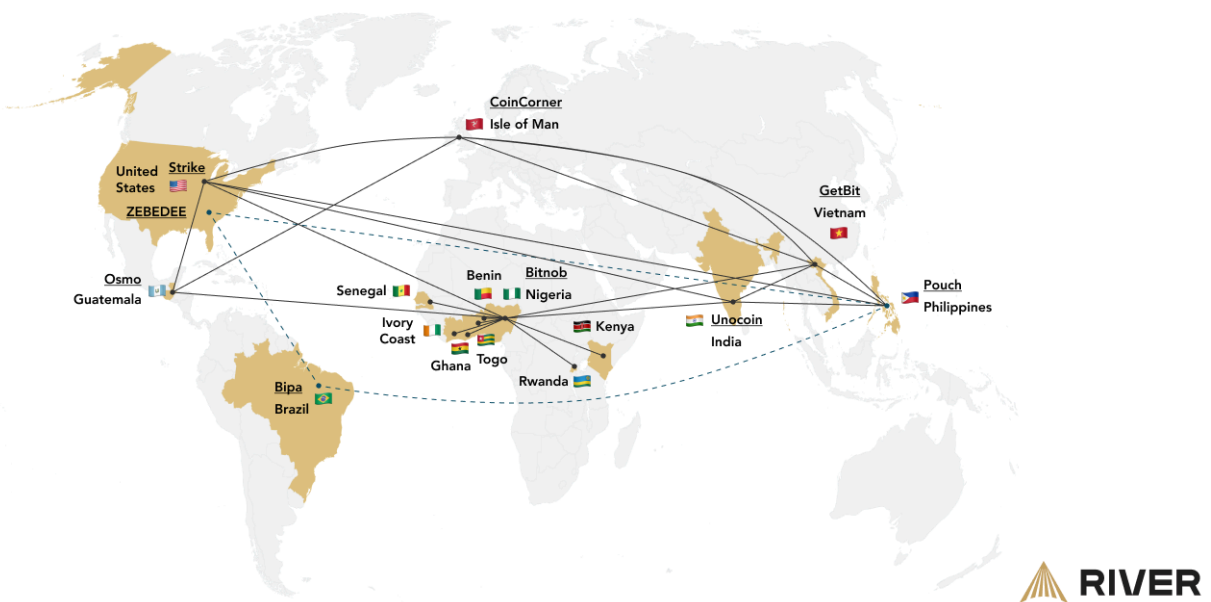 CoinCorner
Isle of Man
United
States
Strike
ZEBEDEE
GetBit
Vietnam
Osmo
Guatemala
Senegal
Benin
Bitnob
Nigeria
Pouch
Philippines
Ivory
Coast
Ghana
Togo
Kenya
Rwanda
Unocoin
India
Bipa
Brazil
RIVER